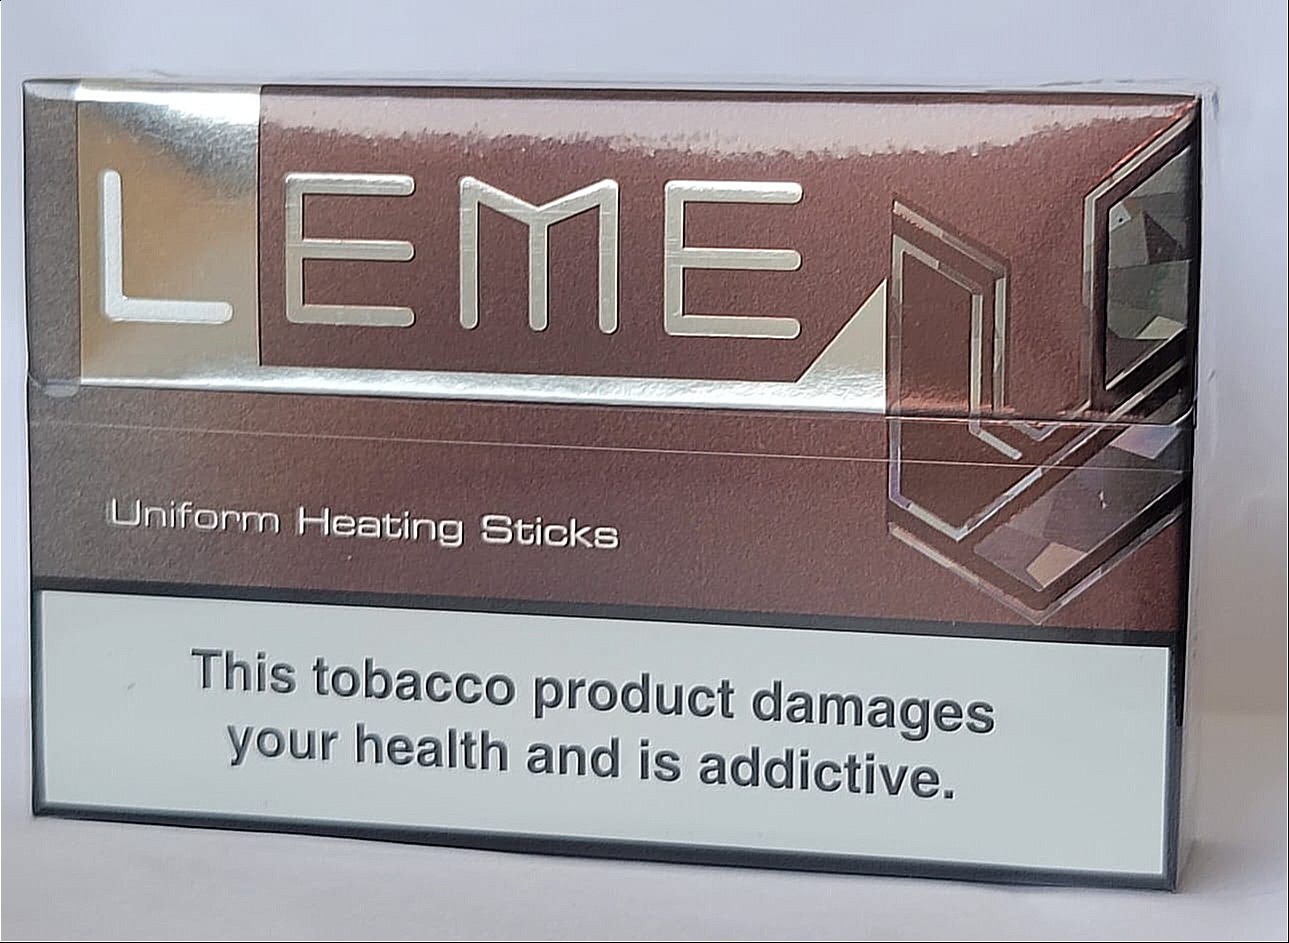 LEME
Uniform Heating Sticks
This tobacco product damages
your health and is addictive.